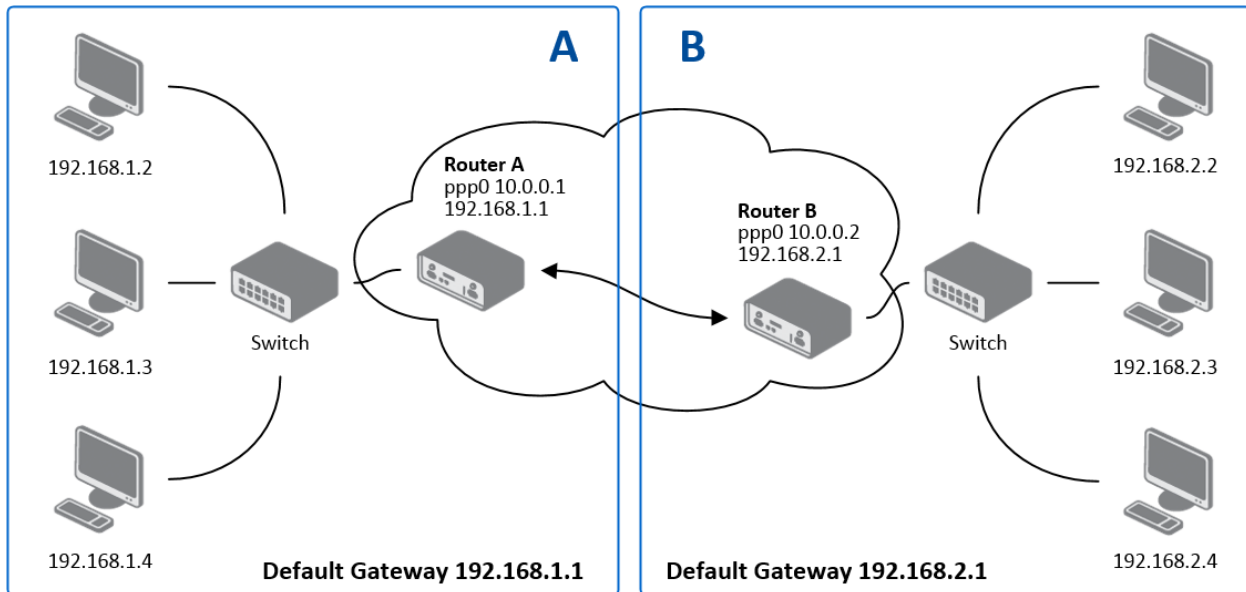 A
B
192.168.1.2
192.168.2.2
Router A
ppp0 10.0.0.1
192.168.1.1
Router B
ppp0 10.0.0.2
192.168.2.1
Switch
Switch
192.168.1.3
192.168.2.3
192.168.1.4
192.168.2.4
Default Gateway 192.168.1.1
Default Gateway 192.168.2.1